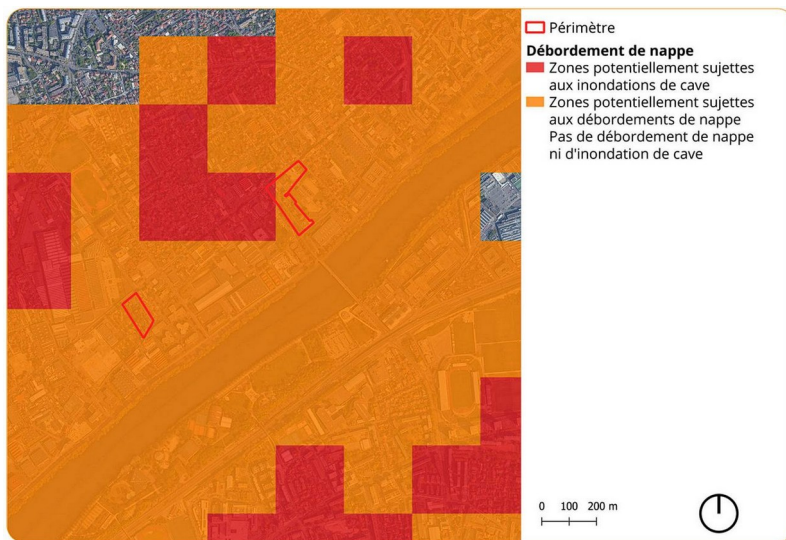 Périmètre
Débordement de nappe
Zones potentiellement sujettes
aux inondations de cave
Zones potentiellement sujettes
aux débordements de nappe
Pas de débordement de nappe
ni d'inondation de cave
0 100 200 m